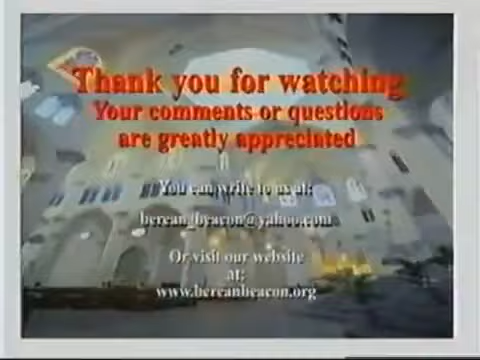 Thank you for watching
Your comments or questions
are greatly appreciated
You can write to us at:
berean_beacon@yahoo.com
Or visit our website
at:
www.bereanbeacon.org